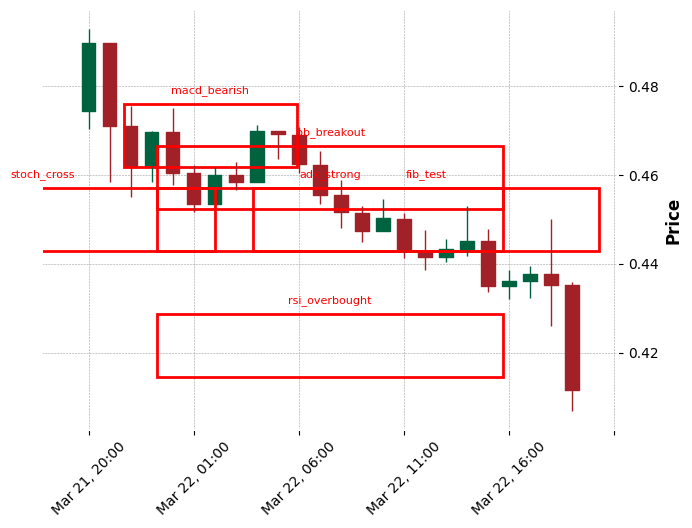 macd_bearish
bb_breakout
stoch_cross
adx_strong
fib_test
rsi_overbought
0.48
0.46
0.44
0.42
Price
Mar 21, 20:00
Mar 22, 01:00
Mar 22, 06:00
Mar 22, 11:00
Mar 22, 16:00